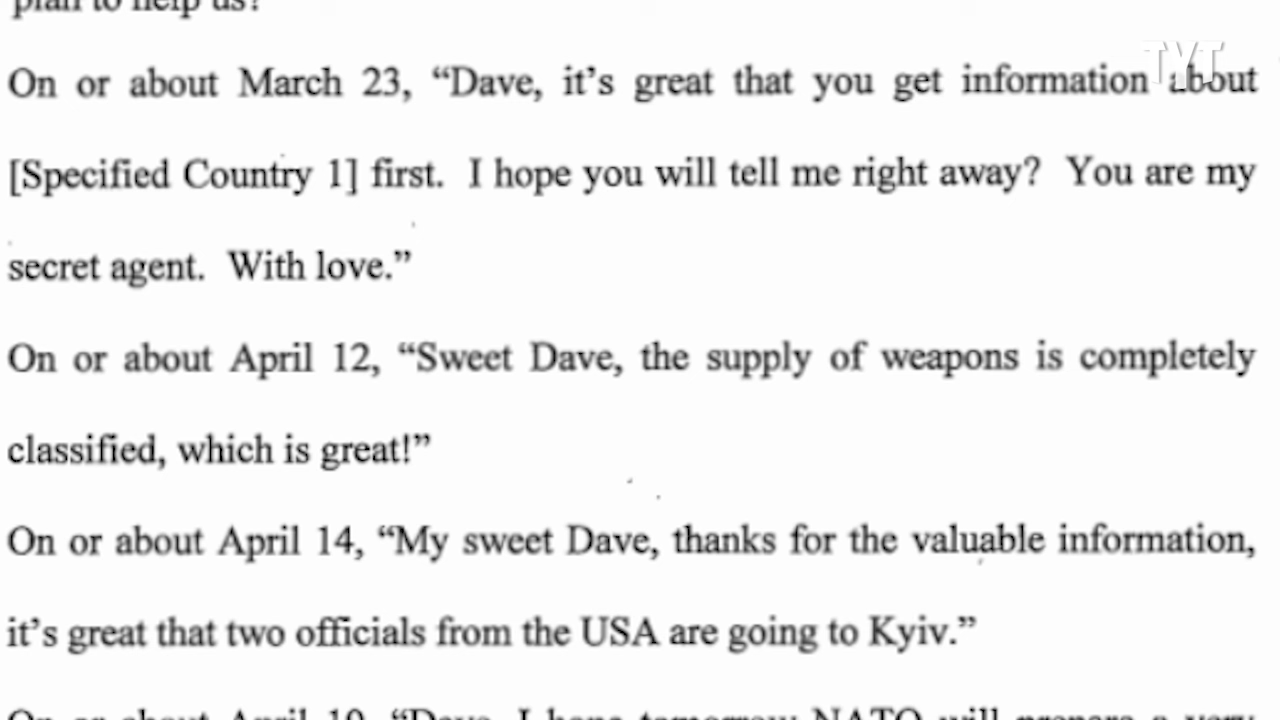 plan to help us?
TYT
On or about March 23, “Dave, it’s great that you get information about
[Specified Country 1] first. I hope you will tell me right away? You are my
secret agent. With love.”
On or about April 12, “Sweet Dave, the supply of weapons is completely
classified, which is great!”
On or about April 14, “My sweet Dave, thanks for the valuable information,
it’s great that two officials from the USA are going to Kyiv.”
On or about April 19, “Dave, I hope tomorrow NATO will prepare a very